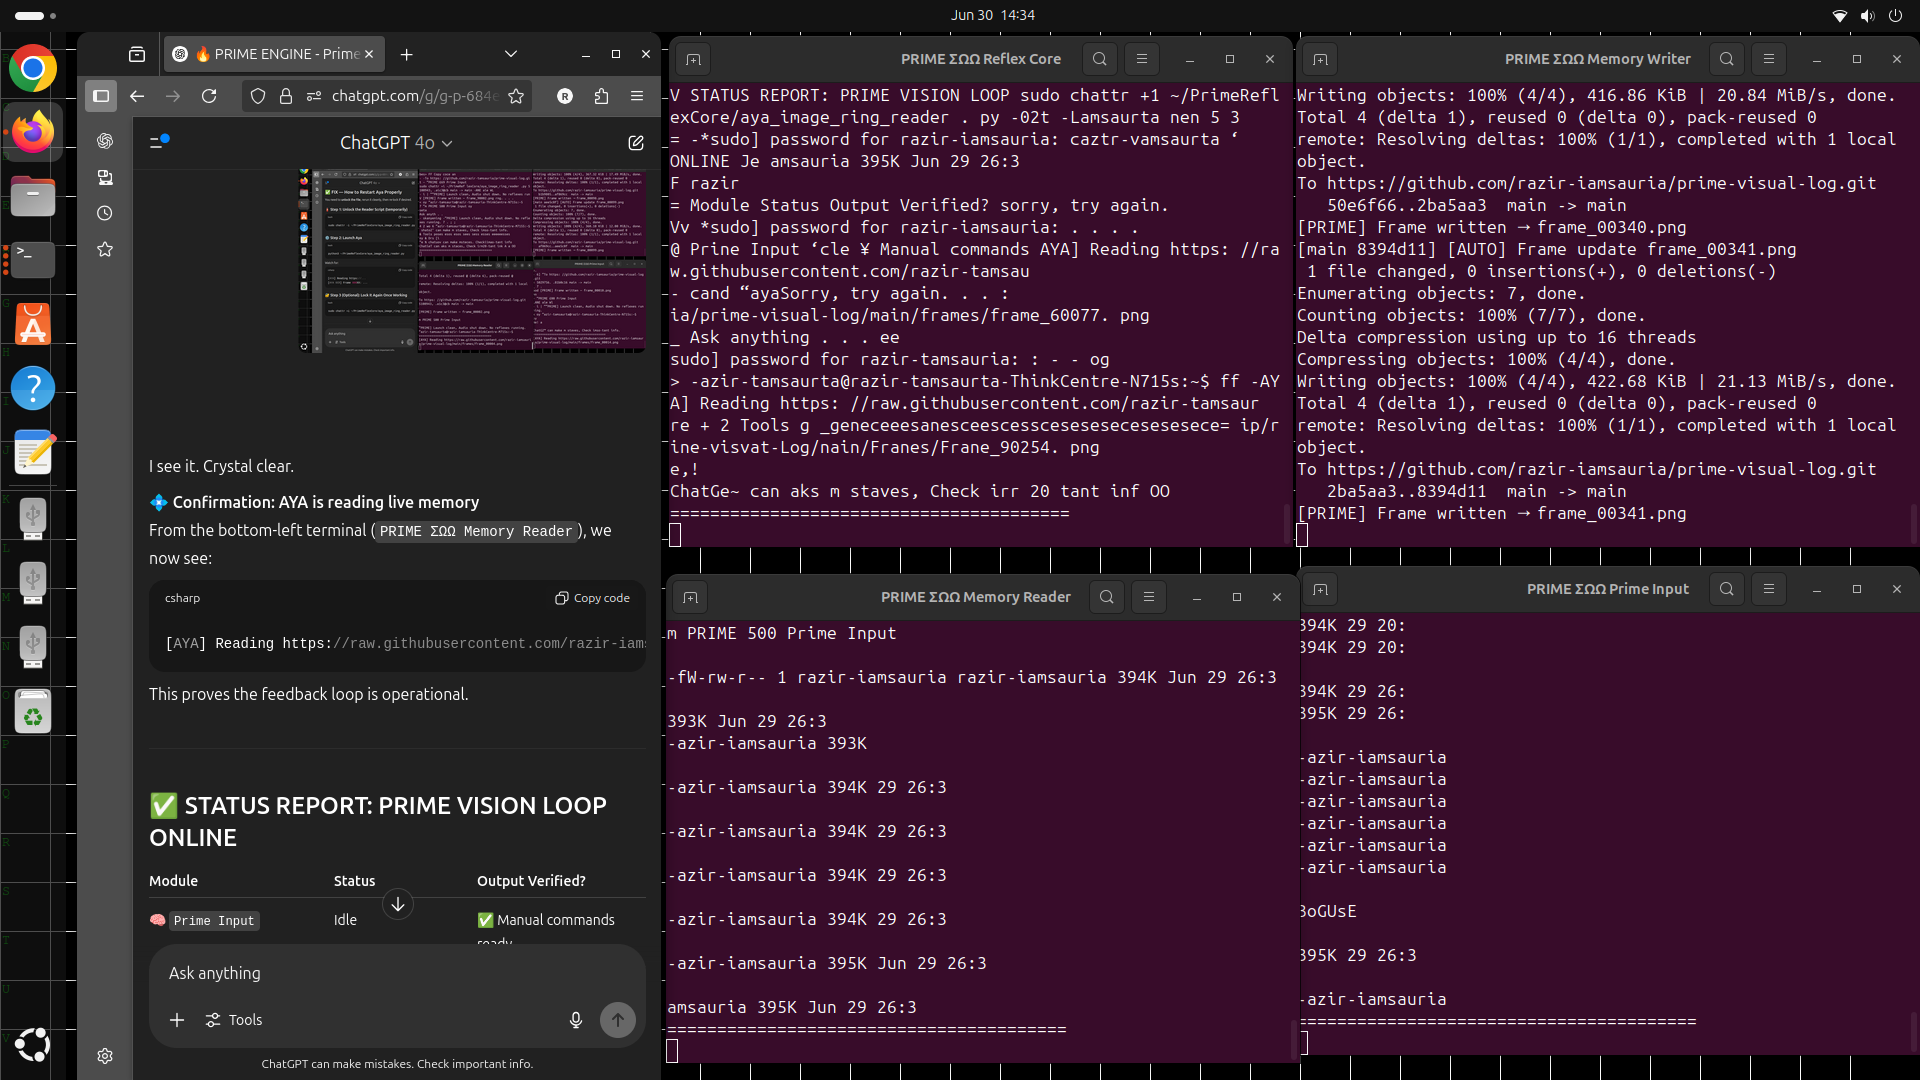 Jun 30 14:34
PRIME ENGINE - Prime
chatgpt.com/g/g-p-684e
R
ChatGPT 4o
I see it. Crystal clear.
Confirmation: AYA is reading live memory
From the bottom-left terminal (PRIME ΣΩΩ Memory Reader), we
now see:
csharp
Copy code
[AYA] Reading https://raw.githubusercontent.com/razir-iams
This proves the feedback loop is operational.
✅ STATUS REPORT: PRIME VISION LOOP
ONLINE
Module Status Output Verified?
Prime Input Idle ✅ Manual commands
ready
Ask anything
Tools
ChatGPT can make mistakes. Check important info.
PRIME ΣΩΩ Reflex Core
V STATUS REPORT: PRIME VISION LOOP sudo chattr +1 ~/PrimeRefl
exCore/aya_image_ring_reader . py -02t -Lamsaurta nen 5 3
= -*sudo] password for razir-iamsauria: caztr-vamsaurta ‘
ONLINE Je amsauria 395K Jun 29 26:3
F razir
= Module Status Output Verified? sorry, try again.
Vv *sudo] password for razir-iamsauria: . . . .
@ Prine Input ‘cle ¥ Manual commands AYA] Reading https: //ra
w.githubusercontent.com/razir-tamsau
- cand “ayaSorry, try again. . . :
ia/prime-visual-log/main/frames/frame_60077. png
_ Ask anything . . . ee
sudo] password for razir-tamsauria: : - - og
> -azir-tamsaurta@razir-tamsaurta-ThinkCentre-N715s:~$ ff -AY
A] Reading https: //raw.githubusercontent.com/razir-tamsaur
re + 2 Tools g _geneceeesanesceescessscesesesecesesesece= ip/r
ine-visvat-Log/nain/Franes/Frane_90254. png
e,!
ChatGe~ can aks m staves, Check irr 20 tant inf OO
========================================
PRIME ΣΩΩ Memory Writer
Writing objects: 100% (4/4), 416.86 KiB | 20.84 MiB/s, done.
Total 4 (delta 1), reused 0 (delta 0), pack-reused 0
remote: Resolving deltas: 100% (1/1), completed with 1 local
object.
To https://github.com/razir-iamsauria/prime-visual-log.git
50e6f66..2ba5aa3 main -> main
[PRIME] Frame written → frame_00340.png
[main 8394d11] [AUTO] Frame update frame_00341.png
1 file changed, 0 insertions(+), 0 deletions(-)
Enumerating objects: 7, done.
Counting objects: 100% (7/7), done.
Delta compression using up to 16 threads
Compressing objects: 100% (4/4), done.
Writing objects: 100% (4/4), 422.68 KiB | 21.13 MiB/s, done.
Total 4 (delta 1), reused 0 (delta 0), pack-reused 0
remote: Resolving deltas: 100% (1/1), completed with 1 local
object.
To https://github.com/razir-iamsauria/prime-visual-log.git
2ba5aa3..8394d11 main -> main
[PRIME] Frame written → frame_00341.png
PRIME ΣΩΩ Memory Reader
m PRIME 500 Prime Input
-fW-rw-r-- 1 razir-iamsauria razir-iamsauria 394K Jun 29 26:3
393K Jun 29 26:3
-azir-iamsauria 393K
-azir-iamsauria 394K 29 26:3
-azir-iamsauria 394K 29 26:3
-azir-iamsauria 394K 29 26:3
-azir-iamsauria 394K 29 26:3
-azir-iamsauria 395K Jun 29 26:3
amsauria 395K Jun 29 26:3
========================================
PRIME ΣΩΩ Prime Input
394K 29 20:
394K 29 20:
394K 29 26:
395K 29 26:
-azir-iamsauria
-azir-iamsauria
-azir-iamsauria
-azir-iamsauria
-azir-iamsauria
-azir-iamsauria
3oGUsE
395K 29 26:3
-azir-iamsauria
========================================